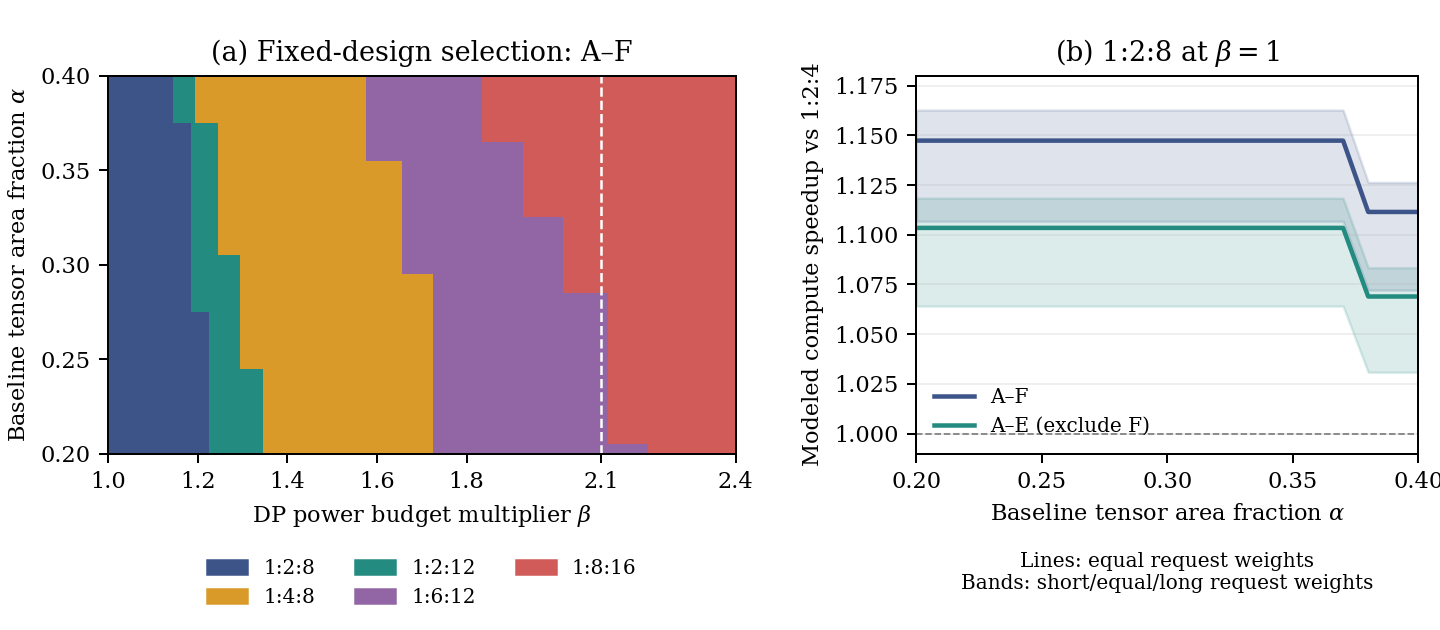 (a) Fixed-design selection: A–F
Baseline tensor area fraction α
0.40
0.35
0.30
0.25
0.20
1.0 1.2 1.4 1.6 1.8 2.1 2.4
DP power budget multiplier β
1:2:8 1:2:12 1:8:16
1:4:8 1:6:12
(b) 1:2:8 at β = 1
Modeled compute speedup vs 1:2:4
1.175
1.150
1.125
1.100
1.075
1.050
1.025
1.000
A–F
A–E (exclude F)
0.20 0.25 0.30 0.35 0.40
Baseline tensor area fraction α
Lines: equal request weights
Bands: short/equal/long request weights